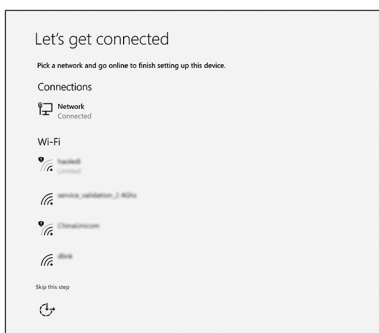 Let's get connected
Pick a network and go online to finish setting up this device.
Connections
Network
Connected
Wi-Fi
Limited
service_validation_2.4Ghz
ChinaUnicom
dlink
Skip this step